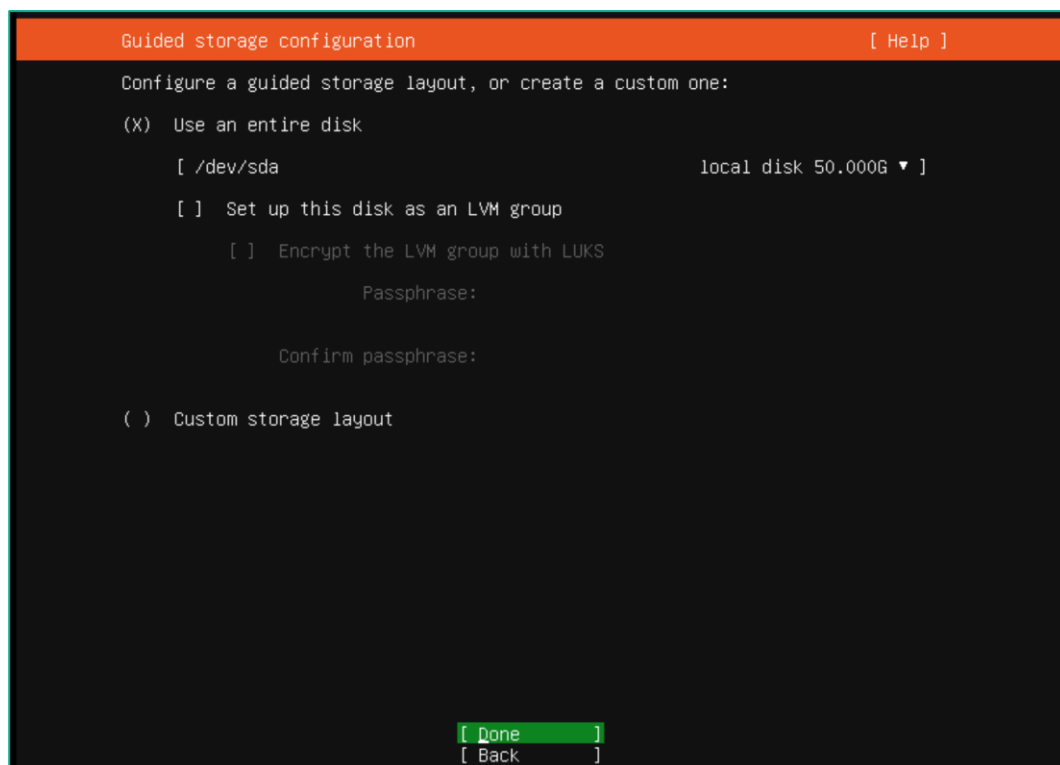 Guided storage configuration [ Help ]
Configure a guided storage layout, or create a custom one:
(X) Use an entire disk
[ /dev/sda local disk 50.000G ▾ ]
[ ] Set up this disk as an LVM group
[ ] Encrypt the LVM group with LUKS
Passphrase:
Confirm passphrase:
( ) Custom storage layout
[ Done ]
[ Back ]